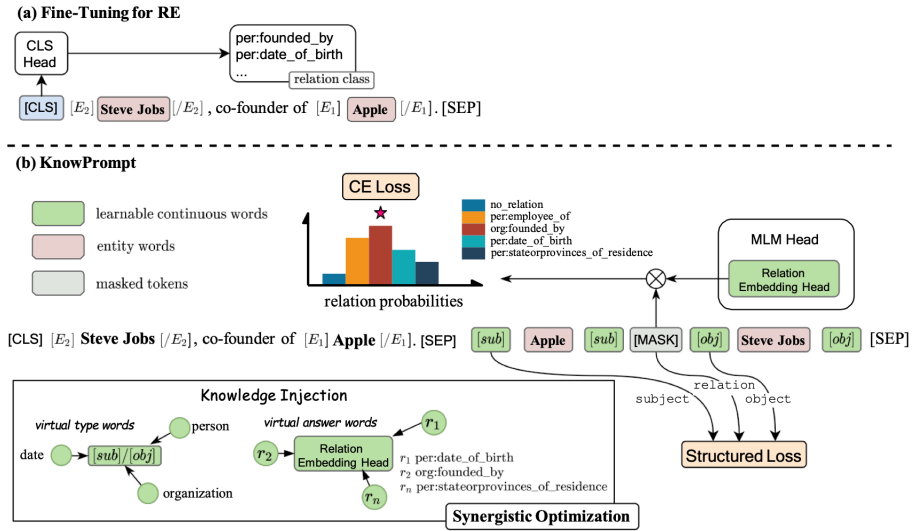 (a) Fine-Tuning for RE
CLS
Head
per:founded_by
per:date_of_birth
...
relation class
[CLS] [E2] Steve Jobs [/E2] , co-founder of [E1] Apple [/E1]. [SEP]
(b) KnowPrompt
learnable continuous words
entity words
masked tokens
CE Loss
no_relation
per:employee_of
org:founded_by
per:date_of_birth
per:stateorprovinces_of_residence
relation probabilities
MLM Head
Relation
Embedding Head
[CLS] [E2] Steve Jobs [/E2], co-founder of [E1] Apple [/E1]. [SEP] [sub] Apple [sub] [MASK] [obj] Steve Jobs [obj] [SEP]
subject
relation
object
Structured Loss
Knowledge Injection
virtual type words
person
date
[sub]/[obj]
organization
virtual answer words
r1
r2
Relation
Embedding Head
rn
r1 per:date_of_birth
r2 org:founded_by
rn per:stateorprovinces_of_residence
Synergistic Optimization